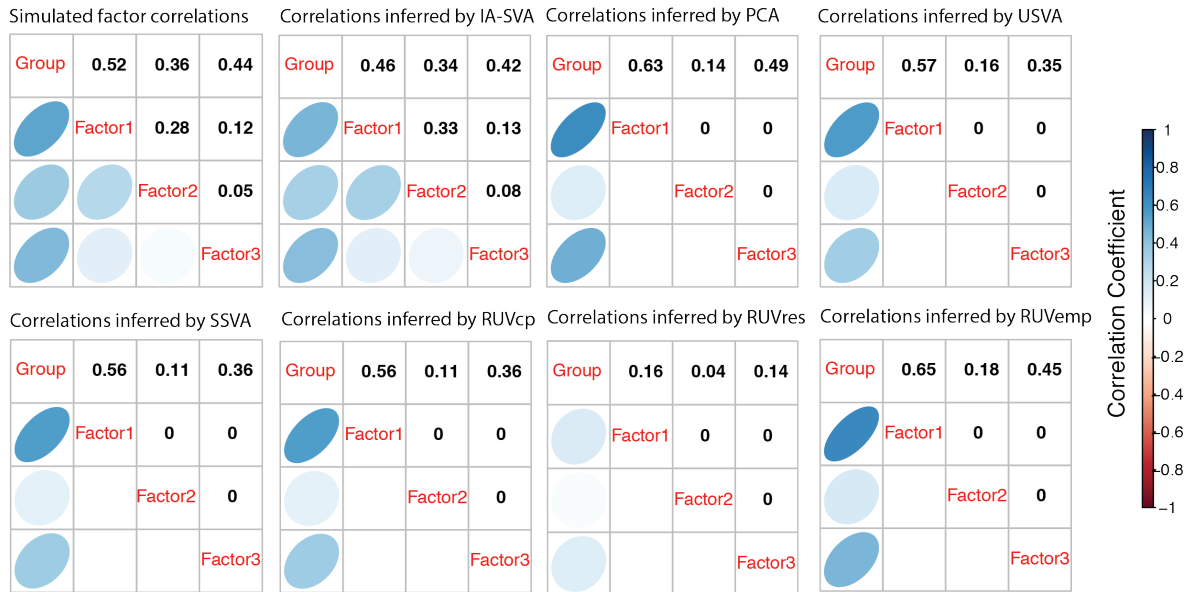 Simulated factor correlations
Group 0.52 0.36 0.44
Factor1 0.28 0.12
Factor2 0.05
Factor3
Correlations inferred by IA-SVA
Group 0.46 0.34 0.42
Factor1 0.33 0.13
Factor2 0.08
Factor3
Correlations inferred by PCA
Group 0.63 0.14 0.49
Factor1 0 0
Factor2 0
Factor3
Correlations inferred by USVA
Group 0.57 0.16 0.35
Factor1 0 0
Factor2 0
Factor3
Correlations inferred by SSVA
Group 0.56 0.11 0.36
Factor1 0 0
Factor2 0
Factor3
Correlations inferred by RUVcp
Group 0.56 0.11 0.36
Factor1 0 0
Factor2 0
Factor3
Correlations inferred by RUVres
Group 0.16 0.04 0.14
Factor1 0 0
Factor2 0
Factor3
Correlations inferred by RUVemp
Group 0.65 0.18 0.45
Factor1 0 0
Factor2 0
Factor3
Correlation Coefficient
1
0.8
0.6
0.4
0.2
0
-0.2
-0.4
-0.6
-0.8
-1